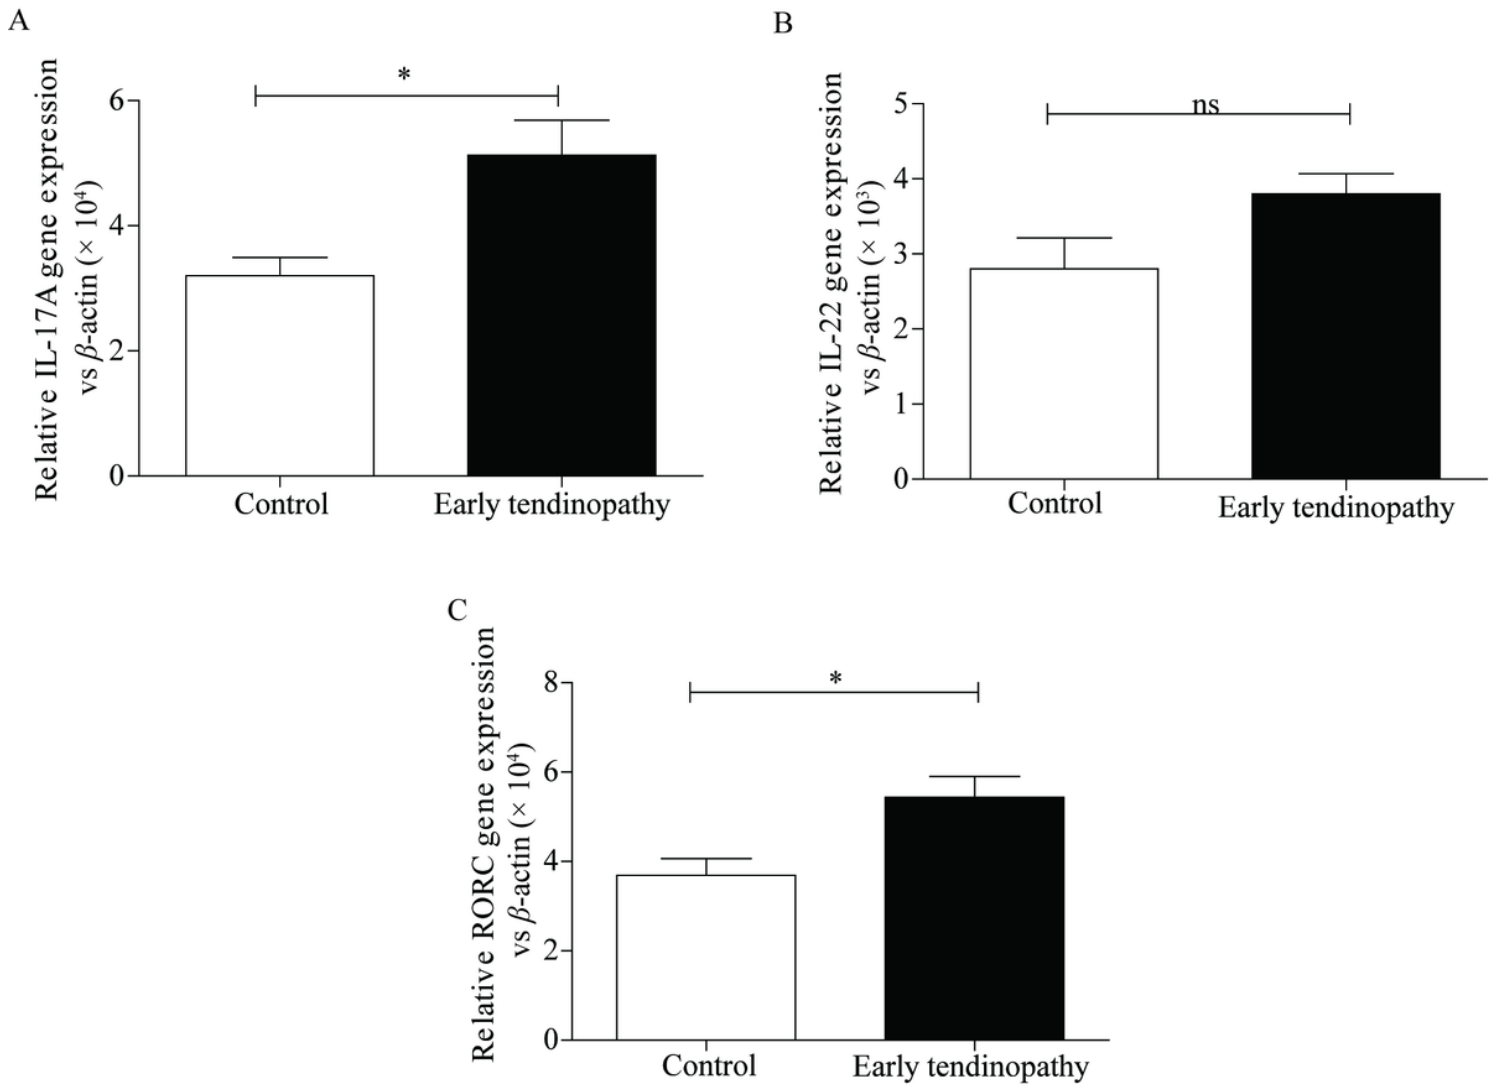 A
B
Relative IL-17A gene expression
vs β-actin (× 10⁴)
6
4
2
0
*
Control
Early tendinopathy
Relative IL-22 gene expression
vs β-actin (× 10³)
5
4
3
2
1
0
ns
Control
Early tendinopathy
C
Relative RORC gene expression
vs β-actin (× 10⁴)
8
6
4
2
0
*
Control
Early tendinopathy